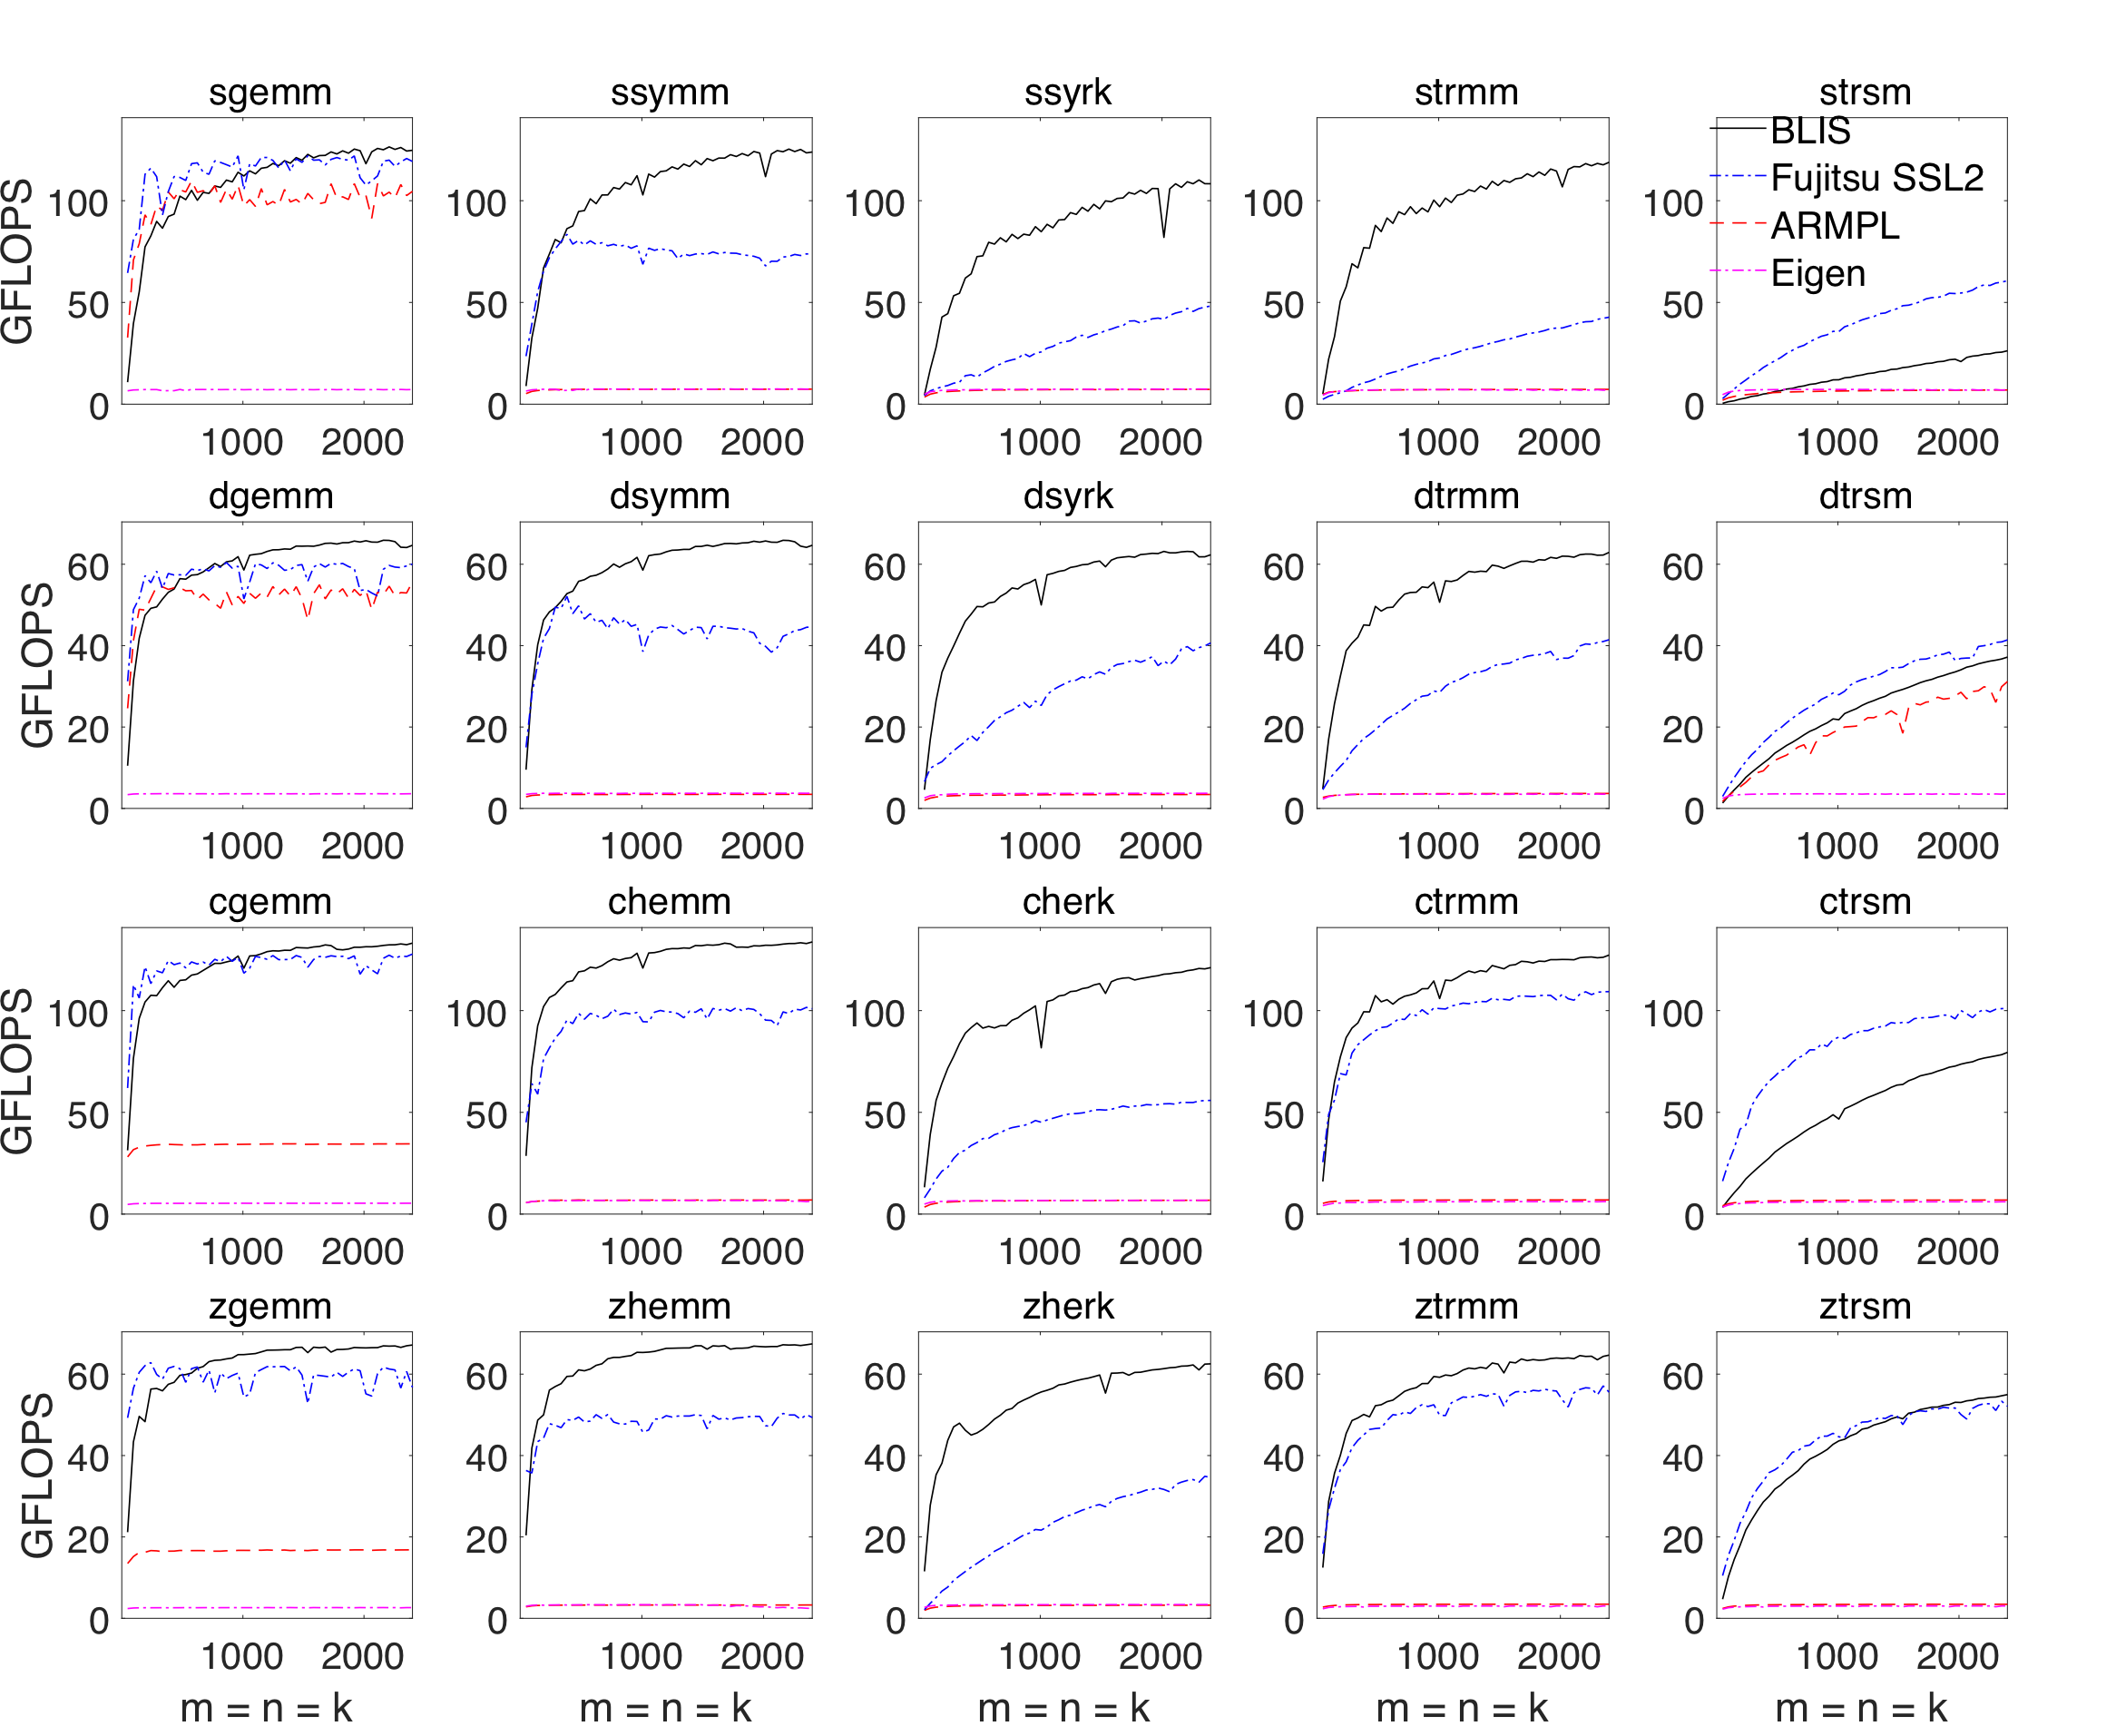 sgemm ssymm ssyrk strmm strsm
BLIS
Fujitsu SSL2
ARMPL
Eigen
GFLOPS
100 100 100 100 100
50 50 50 50 50
0 0 0 0 0
1000 2000 1000 2000 1000 2000 1000 2000 1000 2000
dgemm dsymm dsyrk dtrmm dtrsm
GFLOPS
60 60 60 60 60
40 40 40 40 40
20 20 20 20 20
0 0 0 0 0
1000 2000 1000 2000 1000 2000 1000 2000 1000 2000
cgemm chemm cherk ctrmm ctrsm
GFLOPS
100 100 100 100 100
50 50 50 50 50
0 0 0 0 0
1000 2000 1000 2000 1000 2000 1000 2000 1000 2000
zgemm zhemm zherk ztrmm ztrsm
GFLOPS
60 60 60 60 60
40 40 40 40 40
20 20 20 20 20
0 0 0 0 0
1000 2000 1000 2000 1000 2000 1000 2000 1000 2000
m = n = k m = n = k m = n = k m = n = k m = n = k